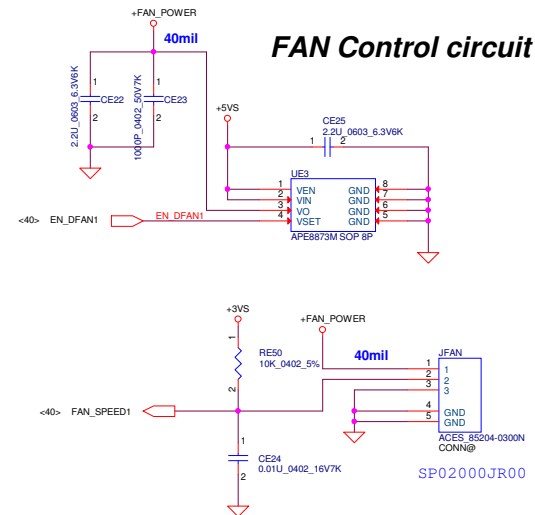 +FAN_POWER
40mil
FAN Control circuit
1
1
CE22
CE23
2
2
2.2U_0603_6.3V6K
1000P_0402_50V7K
+5VS
CE25
2.2U_0603_6.3V6K
1 2
UE3
1 VEN GND 8
2 VIN GND 7
3 VO GND 6
4 VSET GND 5
APE8873M SOP 8P
<40> EN_DFAN1 EN_DFAN1
+3VS
+FAN_POWER
1
RE50
10K_0402_5%
2
40mil
JFAN
1 1
2 2
3 3
4 GND
5 GND
ACES_85204-0300N
CONN@
SP02000JR00
<40> FAN_SPEED1
1
CE24
0.01U_0402_16V7K
2